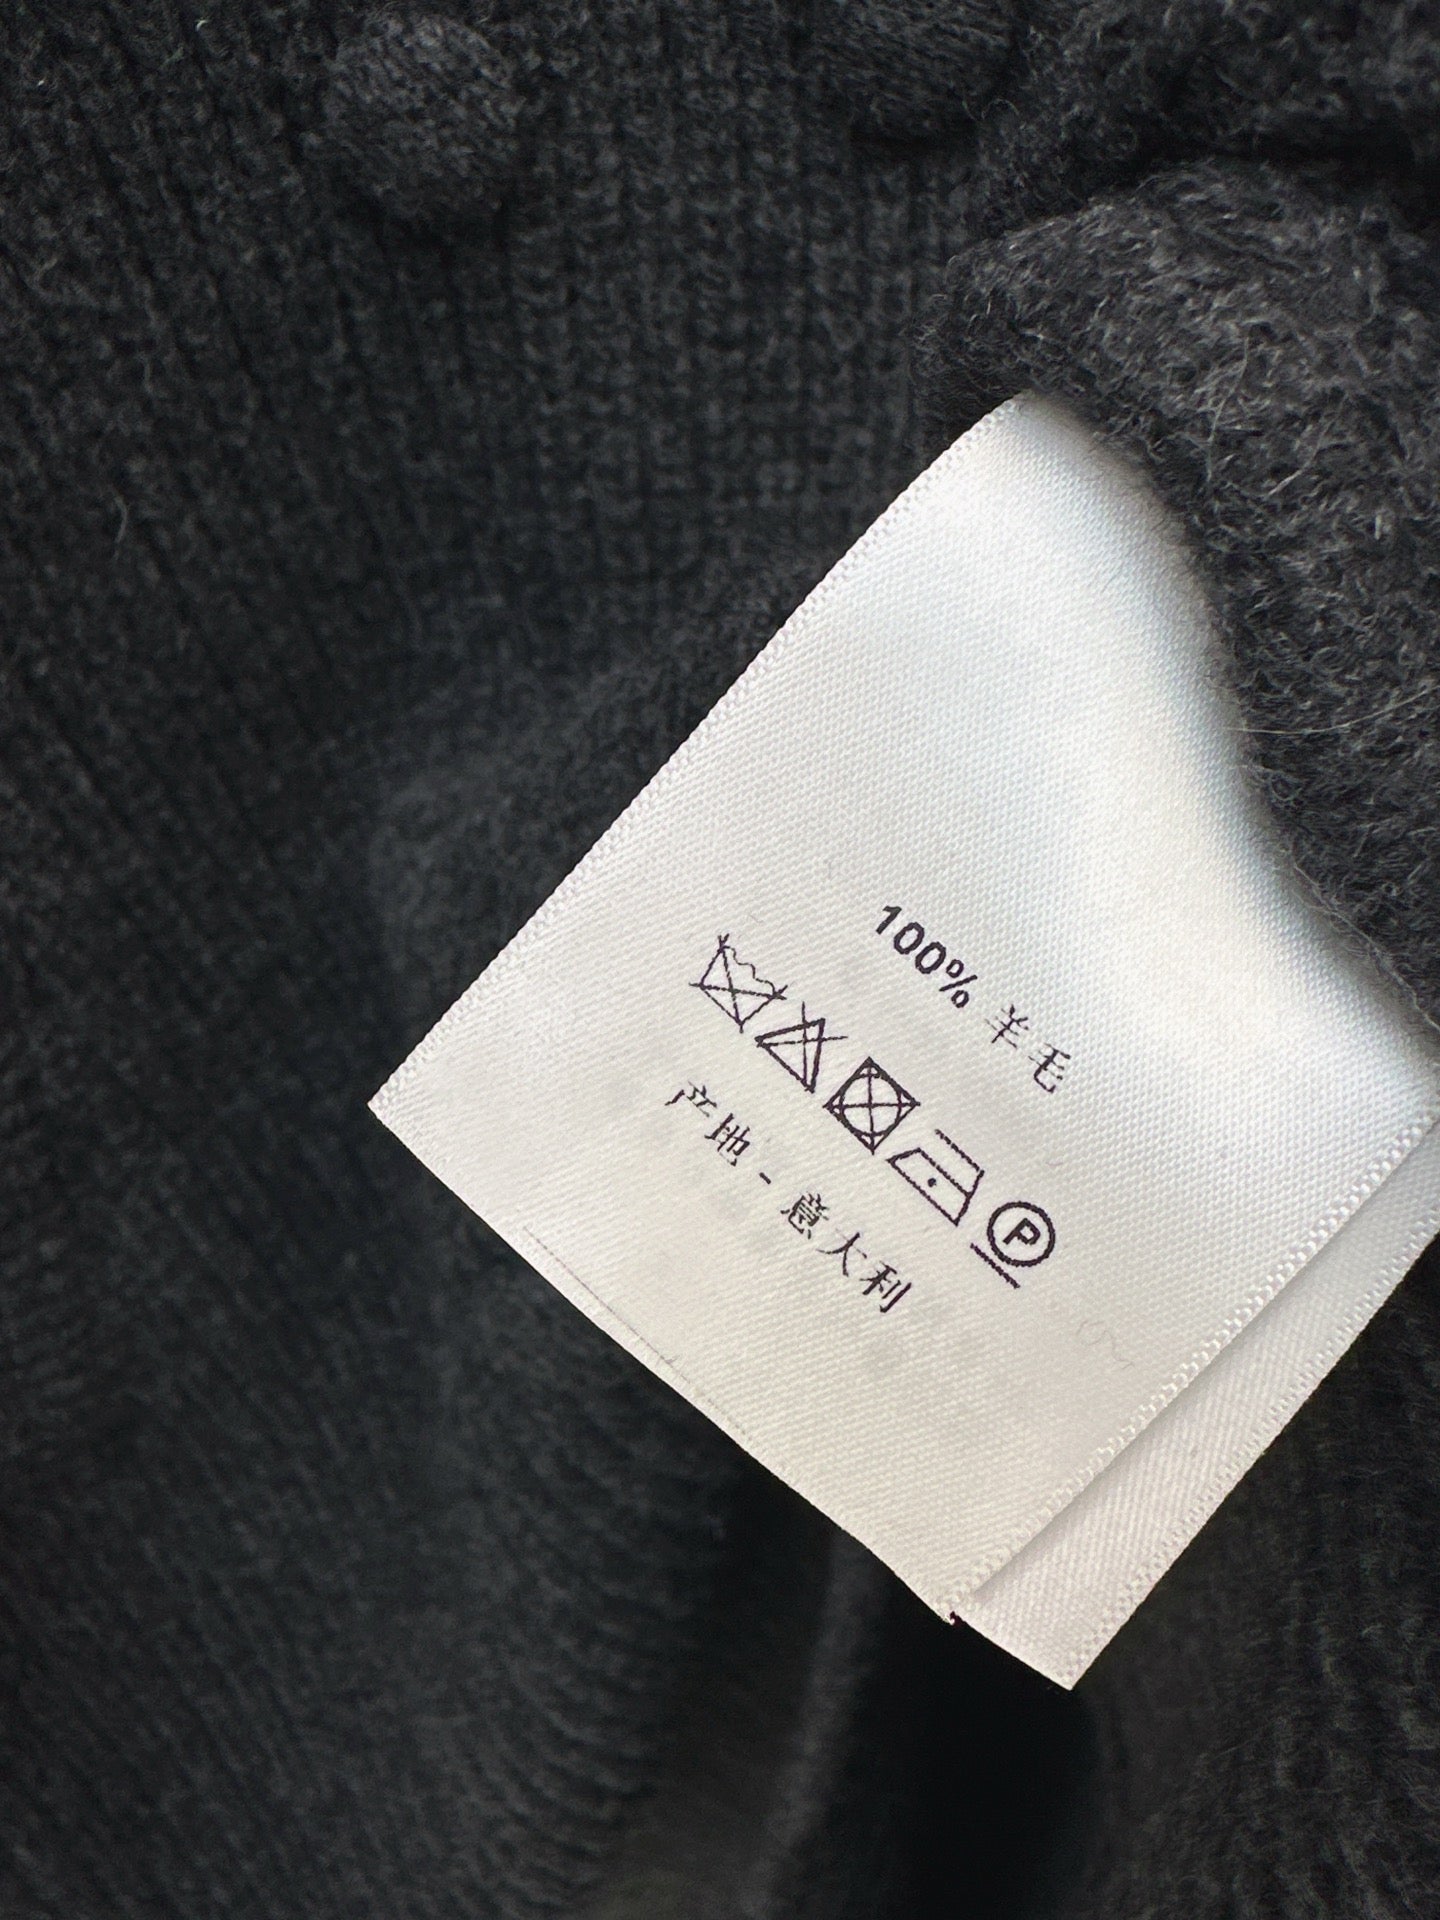 100% 羊毛
P
产地 - 意大利